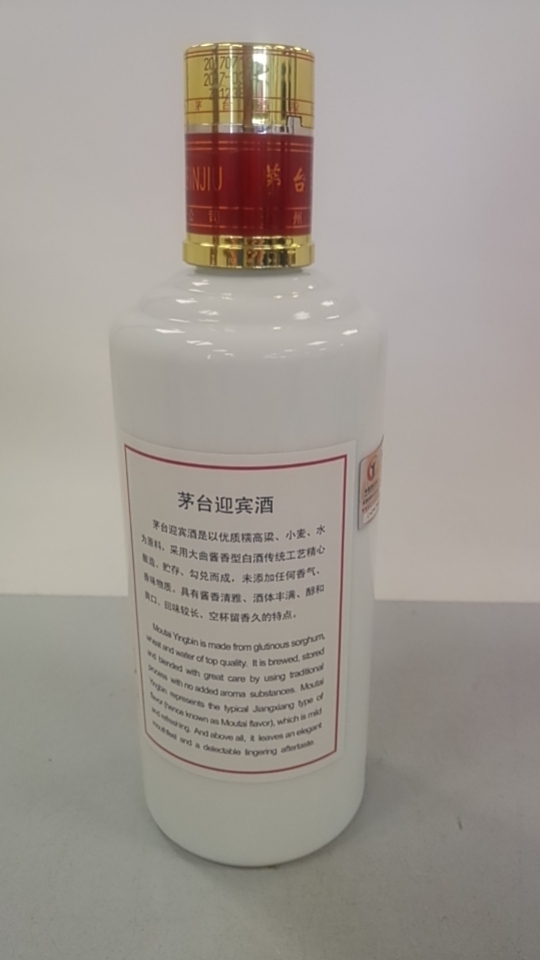 茅台
INJIU 茅台
州
茅台迎宾酒
茅台迎宾酒是以优质糯高粱、小麦、水
为原料，采用大曲酱香型白酒传统工艺精心
酿造、贮存、勾兑而成，未添加任何香气、
香味物质，具有酱香清雅、酒体丰满、醇和
爽口、回味较长、空杯留香久的特点。
Moutai Yingbin is made from glutinous sorghum,
wheat and water of top quality. It is brewed, stored
and blended with great care by using traditional
process with no added aroma substances. Moutai
Yingbin represents the typical Jiangxiang type of
flavor (hence known as Moutai flavor), which is mild
and refreshing. And above all, it leaves an elegant
mouthfeel and a delectable lingering aftertaste.